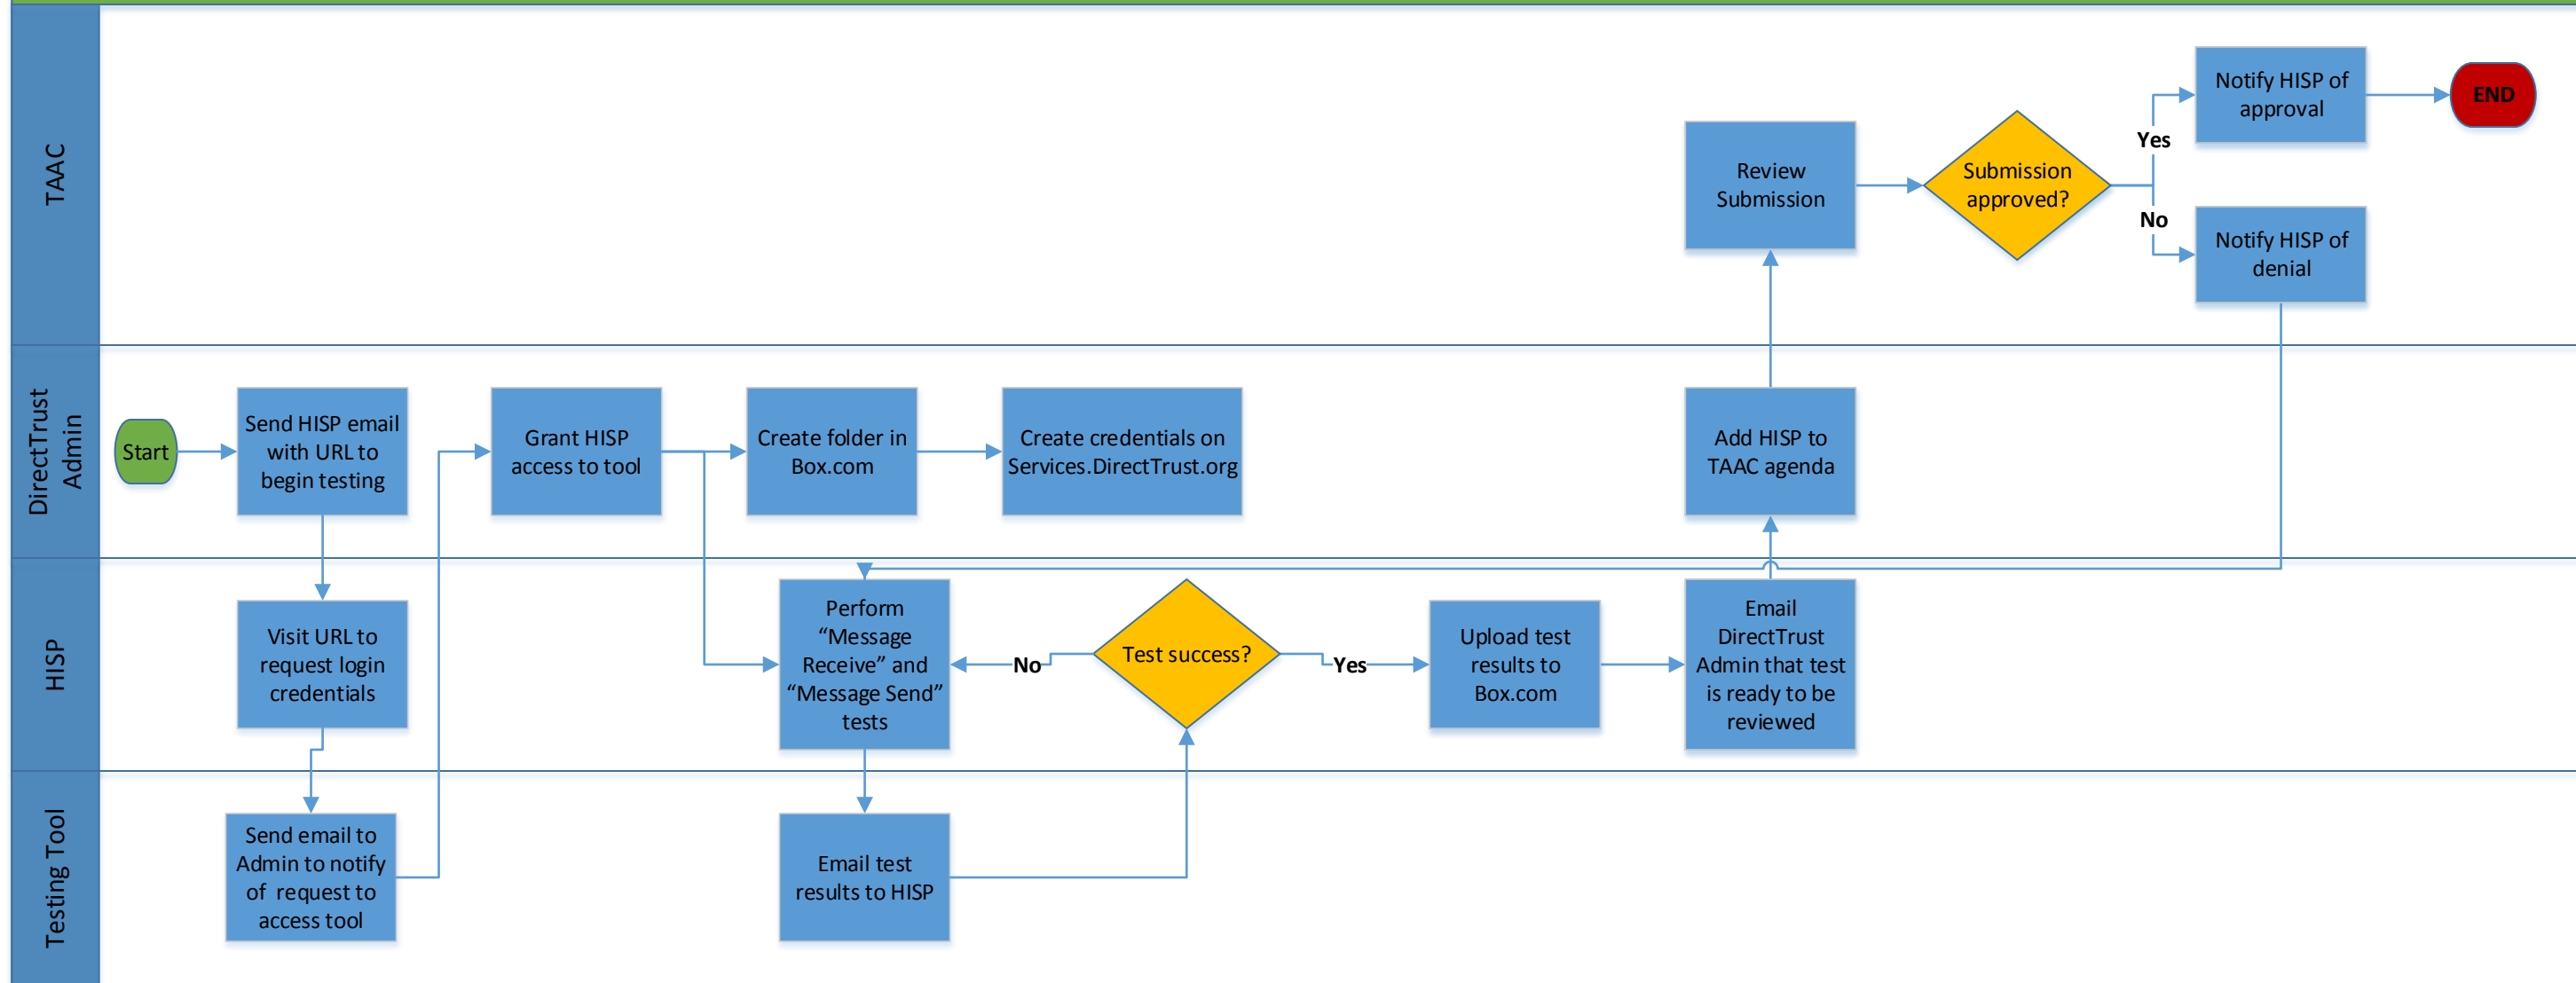 TAAC
Review
Submission
Submission
approved?
Yes
No
Notify HISP of
approval
END
Notify HISP of
denial
DirectTrust
Admin
Start
Send HISP email
with URL to
begin testing
Grant HISP
access to tool
Create folder in
Box.com
Create credentials on
Services.DirectTrust.org
Add HISP to
TAAC agenda
HISP
Visit URL to
request login
credentials
Perform
“Message
Receive” and
“Message Send”
tests
No
Test success?
Yes
Upload test
results to
Box.com
Email
DirectTrust
Admin that test
is ready to be
reviewed
Testing Tool
Send email to
Admin to notify
of request to
access tool
Email test
results to HISP